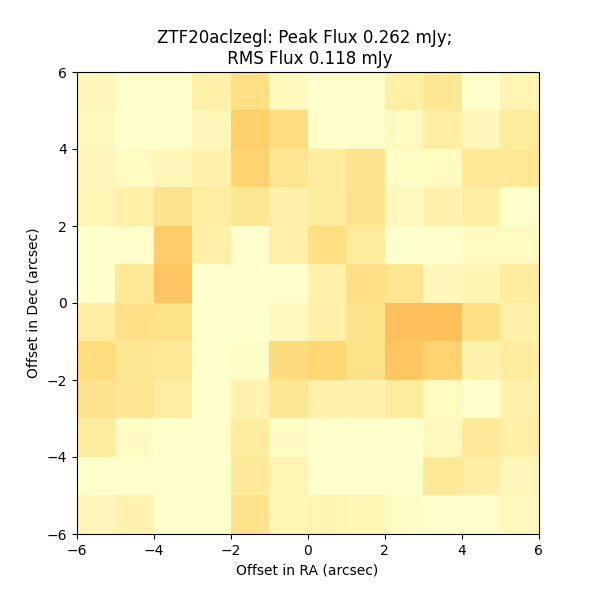 ZTF20aclzegl: Peak Flux 0.262 mJy;
RMS Flux 0.118 mJy
6
4
2
0
−2
−4
−6
Offset in Dec (arcsec)
−6 −4 −2 0 2 4 6
Offset in RA (arcsec)